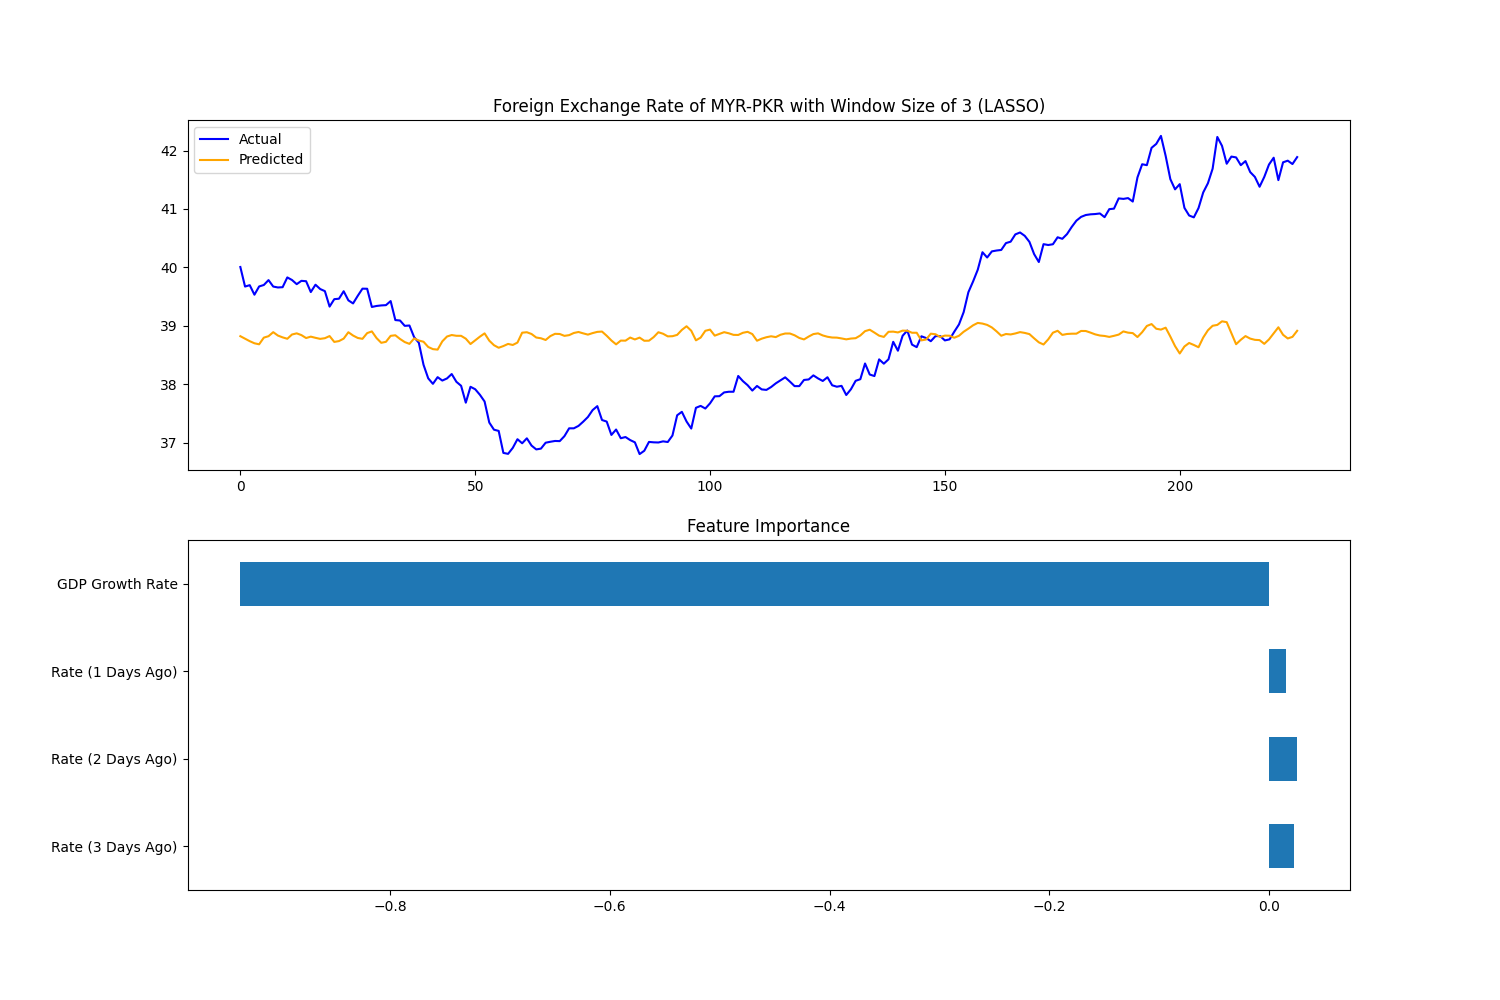 Foreign Exchange Rate of MYR-PKR with Window Size of 3 (LASSO)
Actual
Predicted
42
41
40
39
38
37
0 50 100 150 200
Feature Importance
GDP Growth Rate
Rate (1 Days Ago)
Rate (2 Days Ago)
Rate (3 Days Ago)
−0.8 −0.6 −0.4 −0.2 0.0